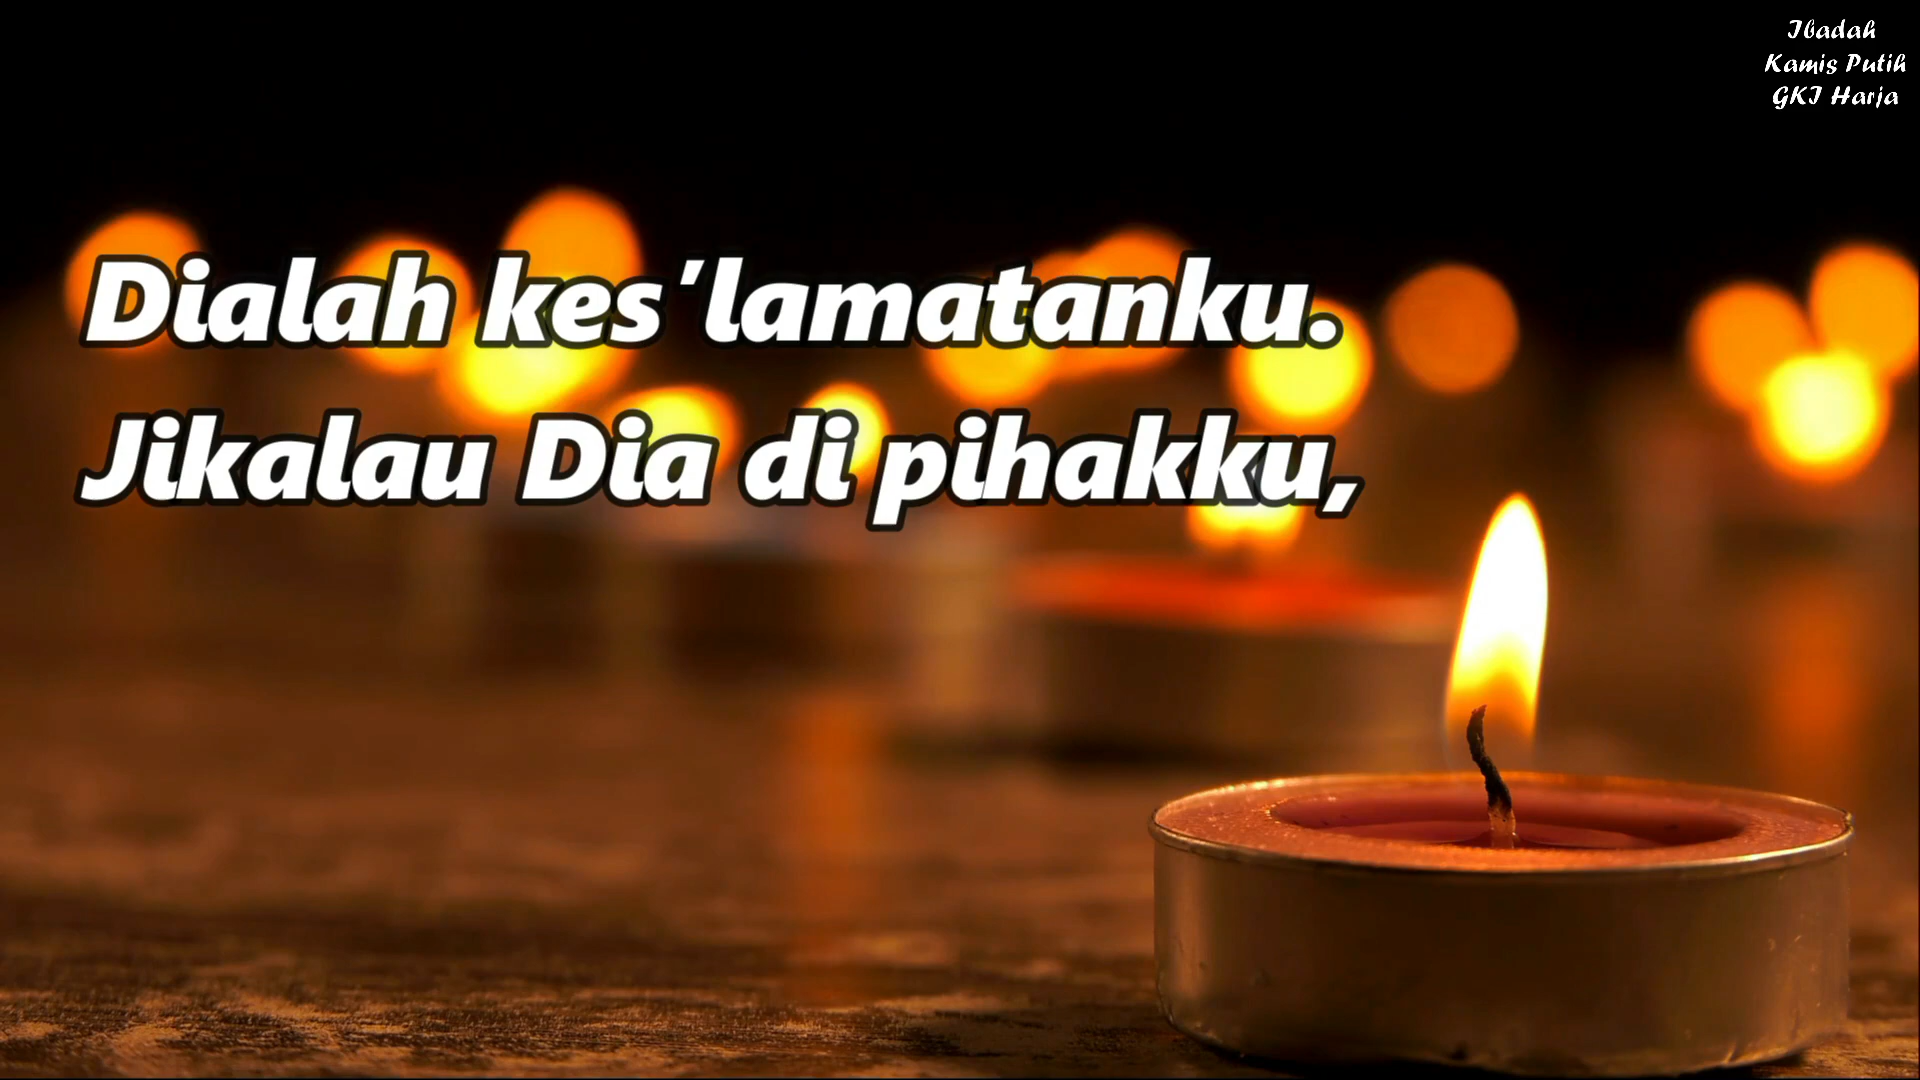 Ibadah
Kamis Putih
GKI Harja
Dialah kes'lamatanku.
Jikalau Dia di pihakku,